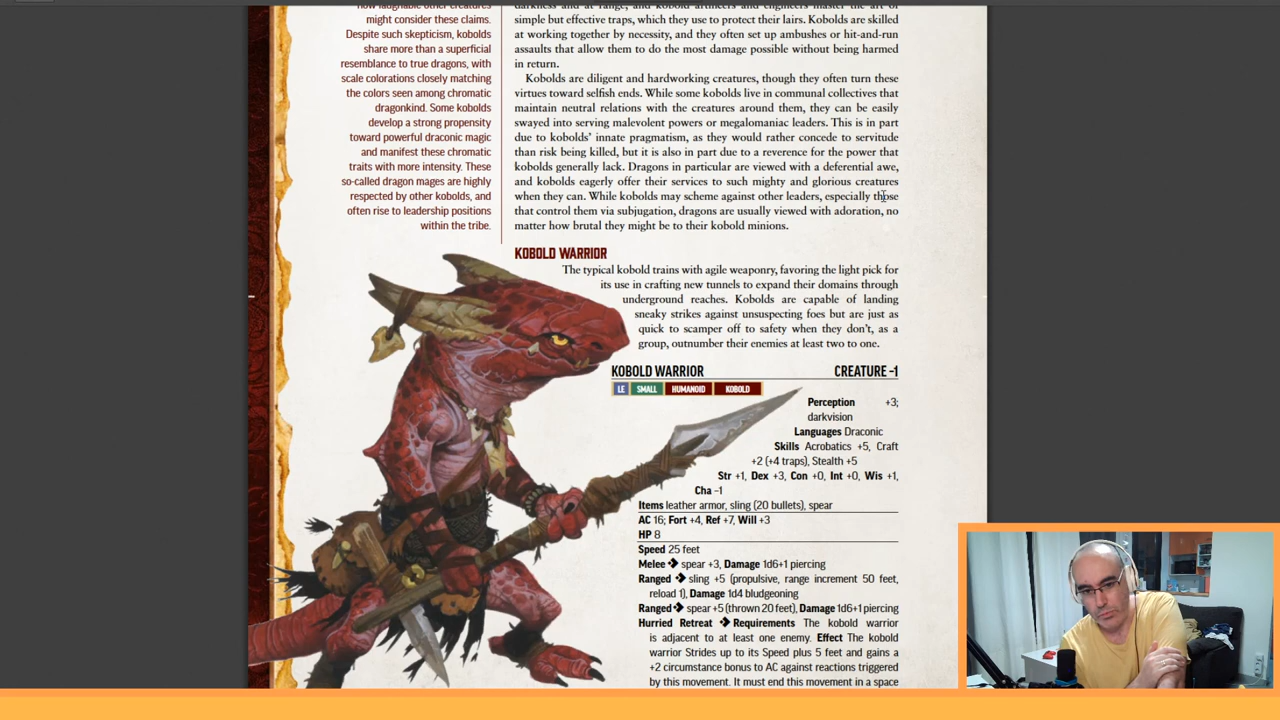 might consider these claims.
Despite such skepticism, kobolds
share more than a superficial
resemblance to true dragons, with
scale colorations closely matching
the colors seen among chromatic
dragonkind. Some kobolds
develop a strong propensity
toward powerful draconic magic
and manifest these chromatic
traits with more intensity. These
so-called dragon mages are highly
respected by other kobolds, and
often rise to leadership positions
within the tribe.
simple but effective traps, which they use to protect their lairs. Kobolds are skilled
at working together by necessity, and they often set up ambushes or hit-and-run
assaults that allow them to do the most damage possible without being harmed
in return.
Kobolds are diligent and hardworking creatures, though they often turn these
virtues toward selfish ends. While some kobolds live in communal collectives that
maintain neutral relations with the creatures around them, they can be easily
swayed into serving malevolent powers or megalomaniac leaders. This is in part
due to kobolds' innate pragmatism, as they would rather concede to servitude
than risk being killed, but it is also in part due to a reverence for the power that
kobolds generally lack. Dragons in particular are viewed with a deferential awe,
and kobolds eagerly offer their services to such mighty and glorious creatures
when they can. While kobolds may scheme against other leaders, especially those
that control them via subjugation, dragons are usually viewed with adoration, no
matter how brutal they might be to their kobold minions.
KOBOLD WARRIOR
The typical kobold trains with agile weaponry, favoring the light pick for
its use in crafting new tunnels to expand their domains through
underground reaches. Kobolds are capable of landing
sneaky strikes against unsuspecting foes but are just as
quick to scamper off to safety when they don't, as a
group, outnumber their enemies at least two to one.
KOBOLD WARRIOR CREATURE –1
LE SMALL HUMANOID KOBOLD
Perception +3;
darkvision
Languages Draconic
Skills Acrobatics +5, Craft
+2 (+4 traps), Stealth +5
Str +1, Dex +3, Con +0, Int +0, Wis +1,
Cha –1
Items leather armor, sling (20 bullets), spear
AC 16; Fort +4, Ref +7, Will +3
HP 8
Speed 25 feet
Melee spear +3, Damage 1d6+1 piercing
Ranged sling +5 (propulsive, range increment 50 feet,
reload 1), Damage 1d4 bludgeoning
Ranged spear +5 (thrown 20 feet), Damage 1d6+1 piercing
Hurried Retreat Requirements The kobold warrior
is adjacent to at least one enemy. Effect The kobold
warrior Strides up to its Speed plus 5 feet and gains a
+2 circumstance bonus to AC against reactions triggered
by this movement. It must end this movement in a space